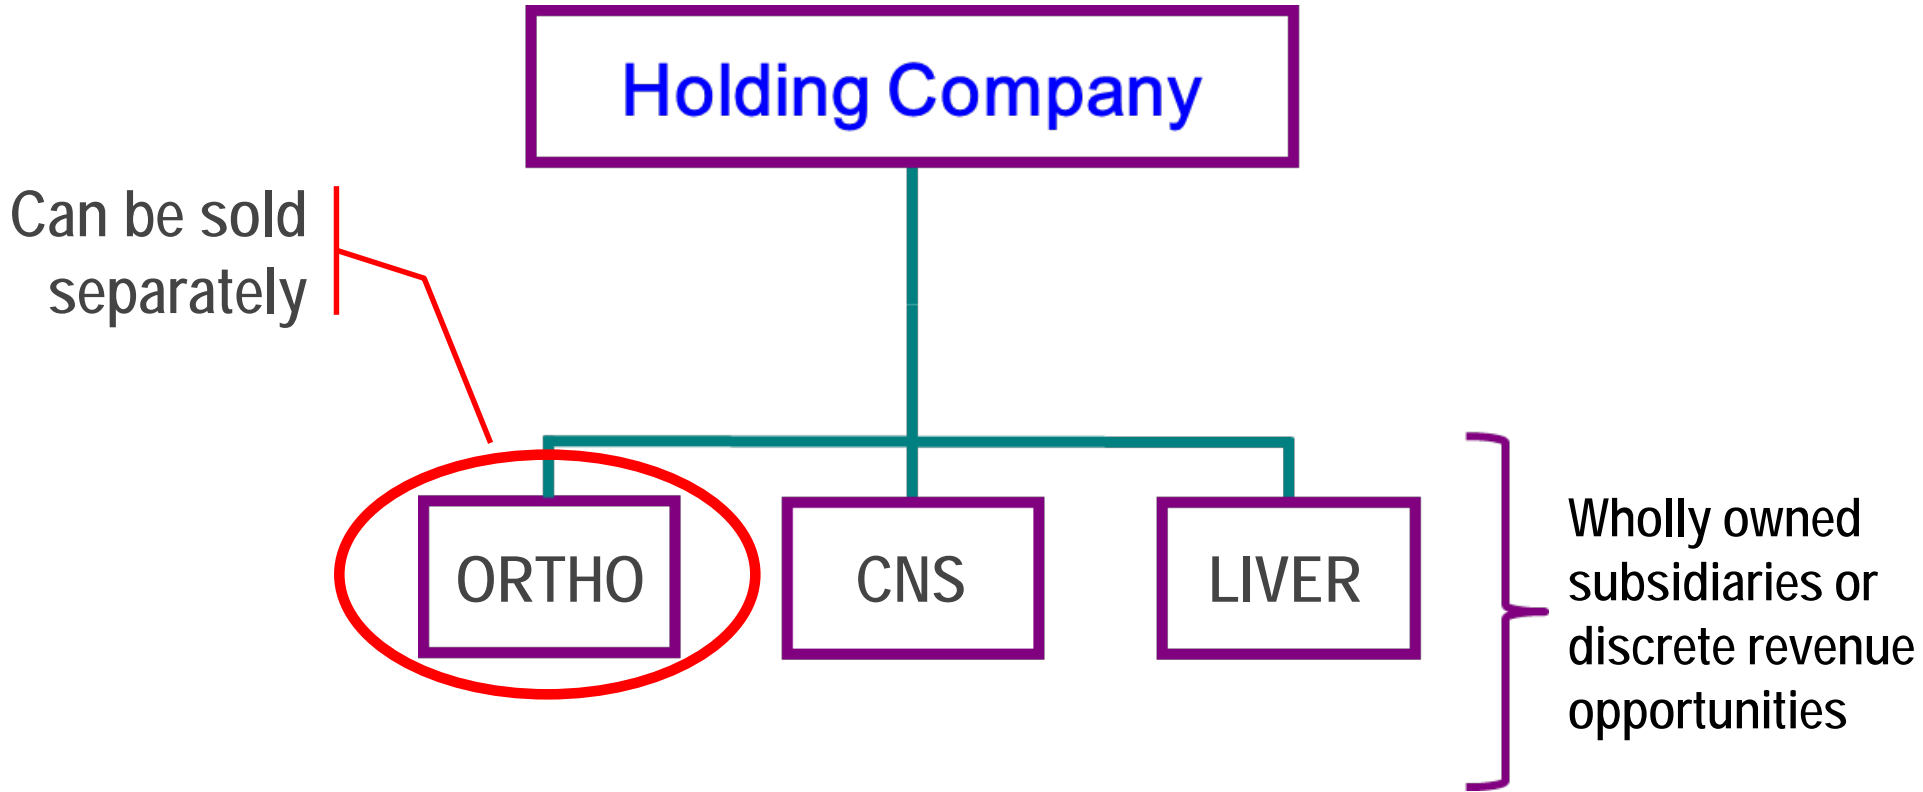 Holding Company
Can be sold
separately
ORTHO
CNS
LIVER
Wholly owned
subsidiaries or
discrete revenue
opportunities